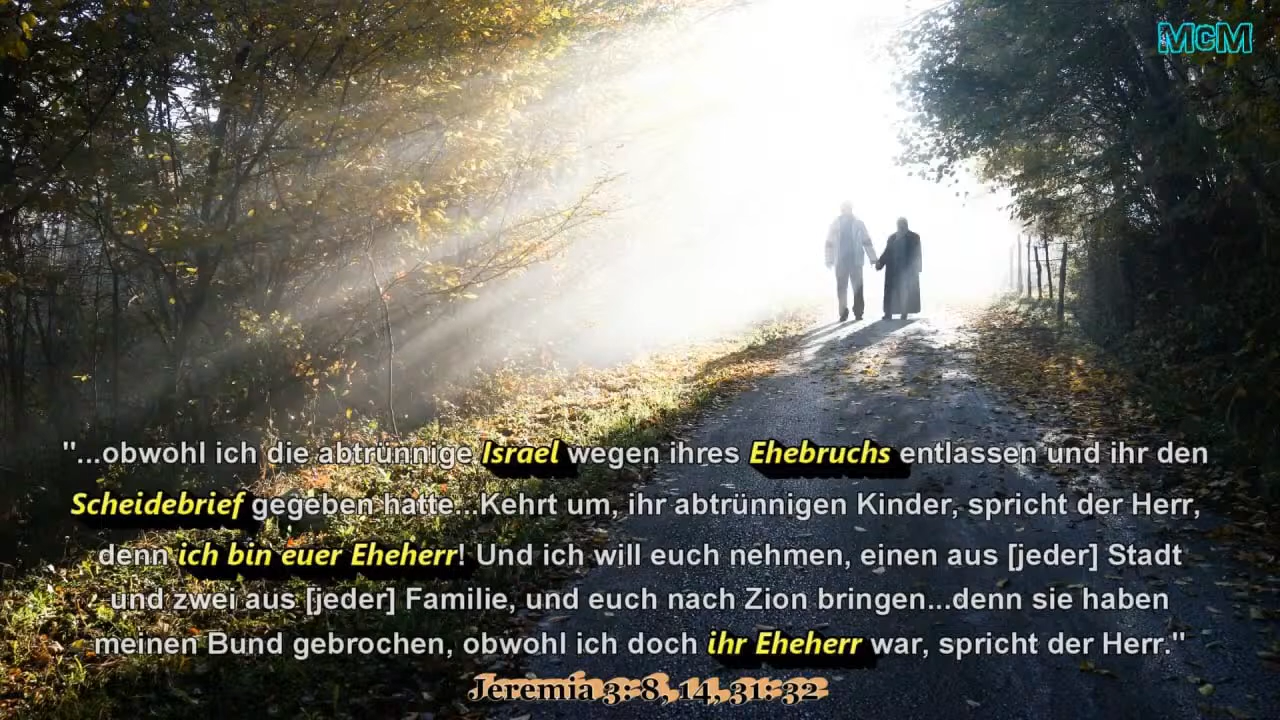 McM
"...obwohl ich die abtrünnige Israel wegen ihres Ehebruchs entlassen und ihr den
Scheidebrief gegeben hatte...Kehrt um, ihr abtrünnigen Kinder, spricht der Herr,
denn ich bin euer Eheherr! Und ich will euch nehmen, einen aus [jeder] Stadt
und zwei aus [jeder] Familie, und euch nach Zion bringen...denn sie haben
meinen Bund gebrochen, obwohl ich doch ihr Eheherr war, spricht der Herr."
Jeremia 3: 8, 14, 31: 32